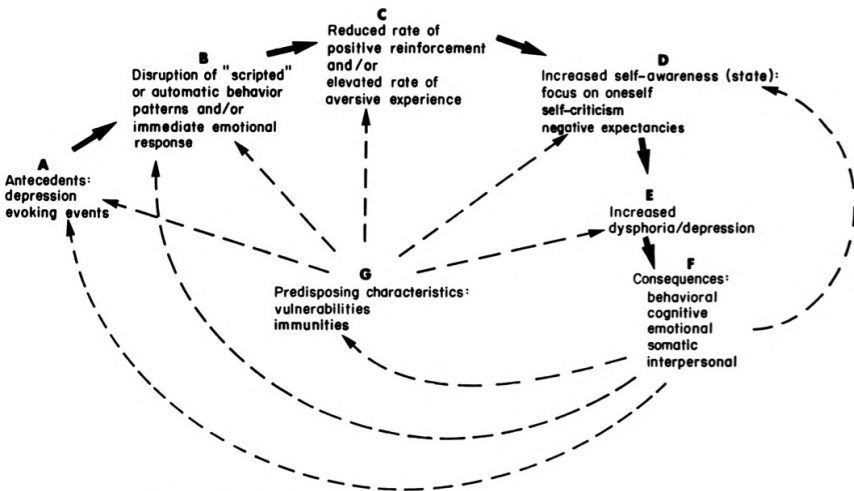 A
Antecedents:
depression
evoking events
B
Disruption of "scripted"
or automatic behavior
patterns and/or
immediate emotional
response
C
Reduced rate of
positive reinforcement
and/or
elevated rate of
aversive experience
D
Increased self-awareness (state):
focus on oneself
self-criticism
negative expectancies
E
Increased
dysphoria/depression
F
Consequences:
behavioral
cognitive
emotional
somatic
interpersonal
G
Predisposing characteristics:
vulnerabilities
immunities